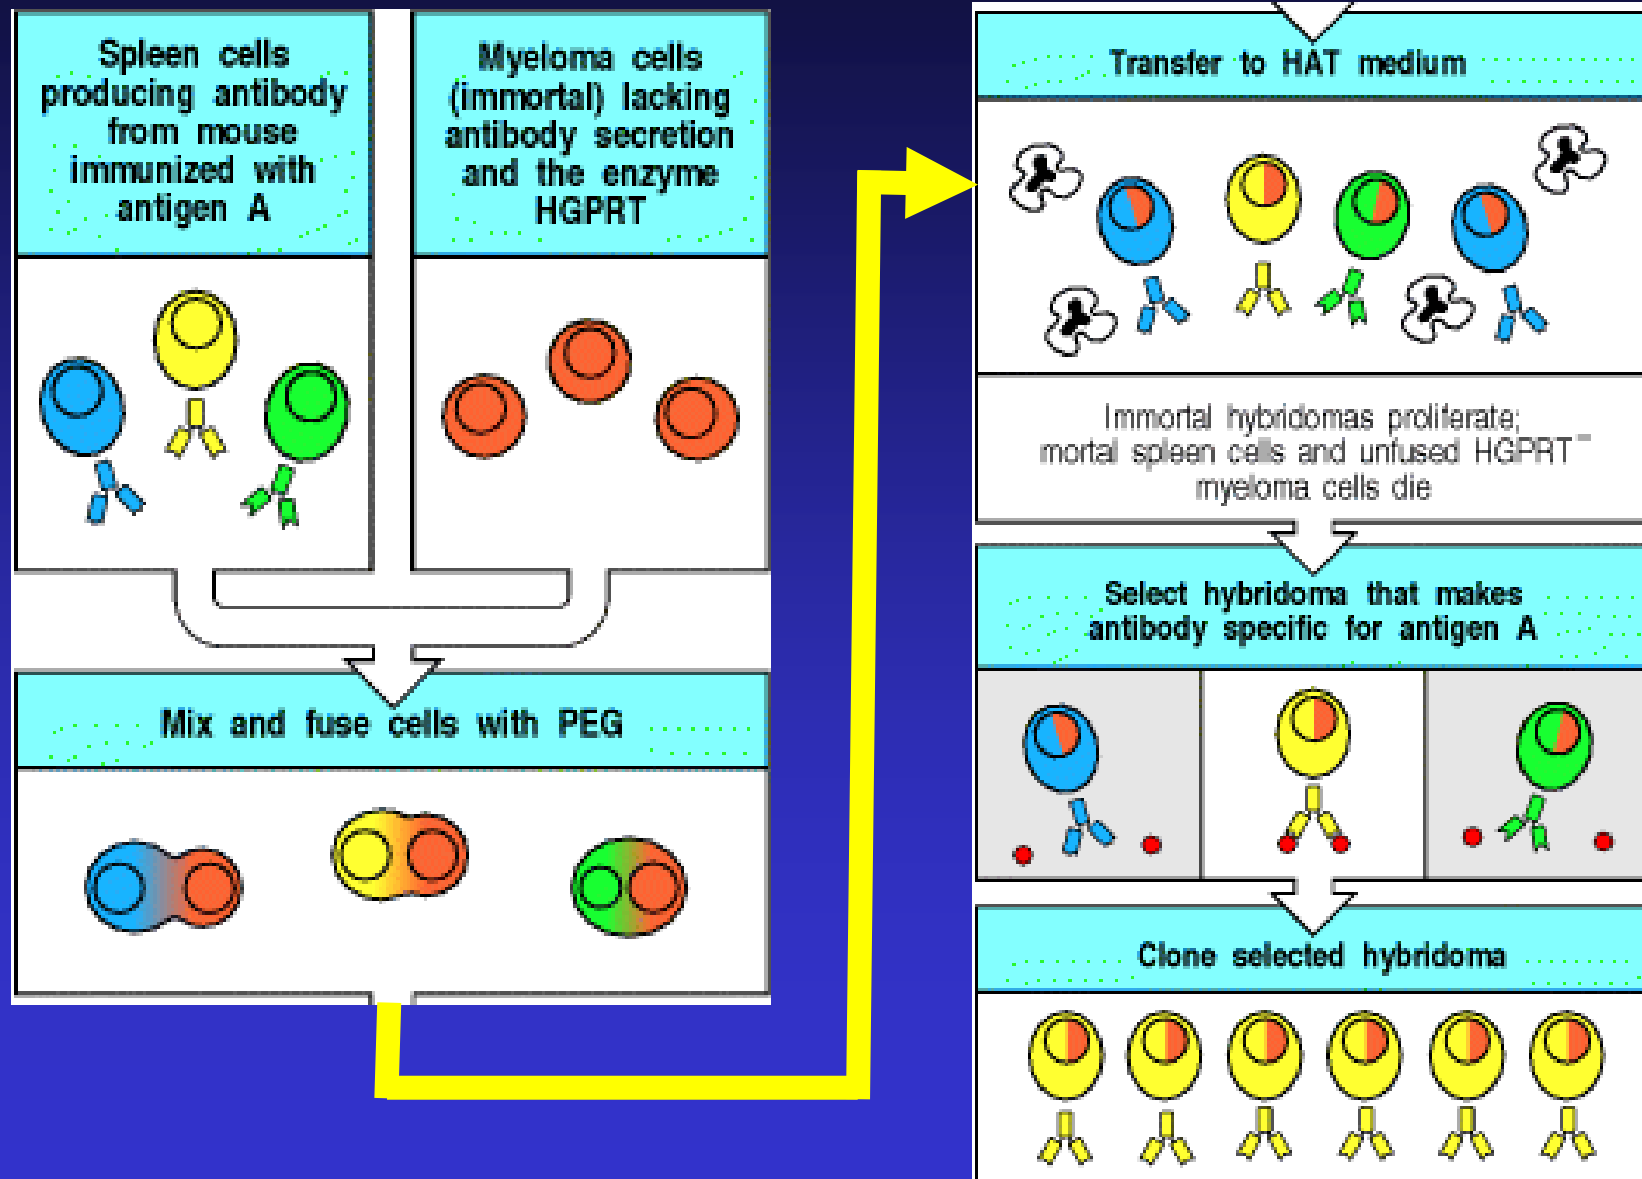 Spleen cells
producing antibody
from mouse
immunized with
antigen A
Myeloma cells
(immortal) lacking
antibody secretion
and the enzyme
HGPRT
Mix and fuse cells with PEG
Transfer to HAT medium
Immortal hybridomas proliferate;
mortal spleen cells and unfused HGPRT⁻
myeloma cells die
Select hybridoma that makes
antibody specific for antigen A
Clone selected hybridoma